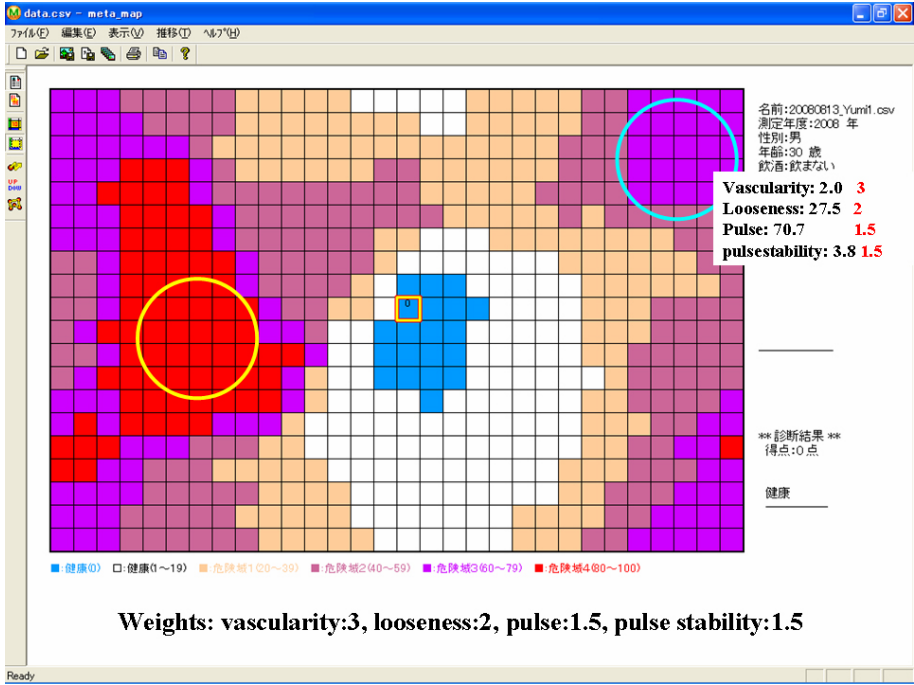 data.csv - meta_map
ファイル(F) 編集(E) 表示(V) 推移(T) ヘルプ(H)
UP
DOWN
名前:20080813_Yumi1.csv
測定年度:2008 年
性別:男
年齢:30 歳
飲酒:飲まない
Vascularity: 2.0 3
Looseness: 27.5 2
Pulse: 70.7 1.5
pulsestability: 3.8 1.5
0
** 診断結果 **
得点:0 点
健康
■:健康(0) □:健康(1～19) ■:危険域1(20～39) ■:危険域2(40～59) ■:危険域3(60～79) ■:危険域4(80～100)
Weights: vascularity:3, looseness:2, pulse:1.5, pulse stability:1.5
Ready